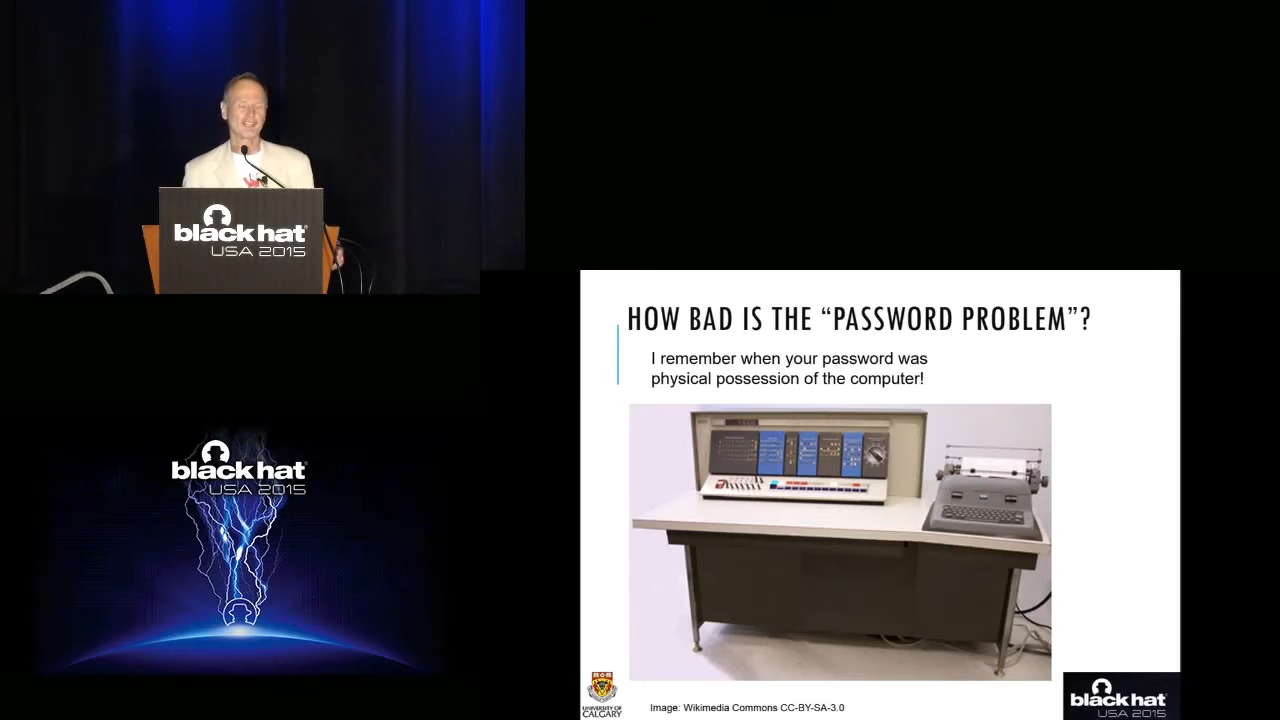 black hat
USA 2015
HOW BAD IS THE “PASSWORD PROBLEM”?
I remember when your password was
physical possession of the computer!
black hat
USA 2015
UNIVERSITY OF
CALGARY
Image: Wikimedia Commons CC-BY-SA-3.0
black hat
USA 2015